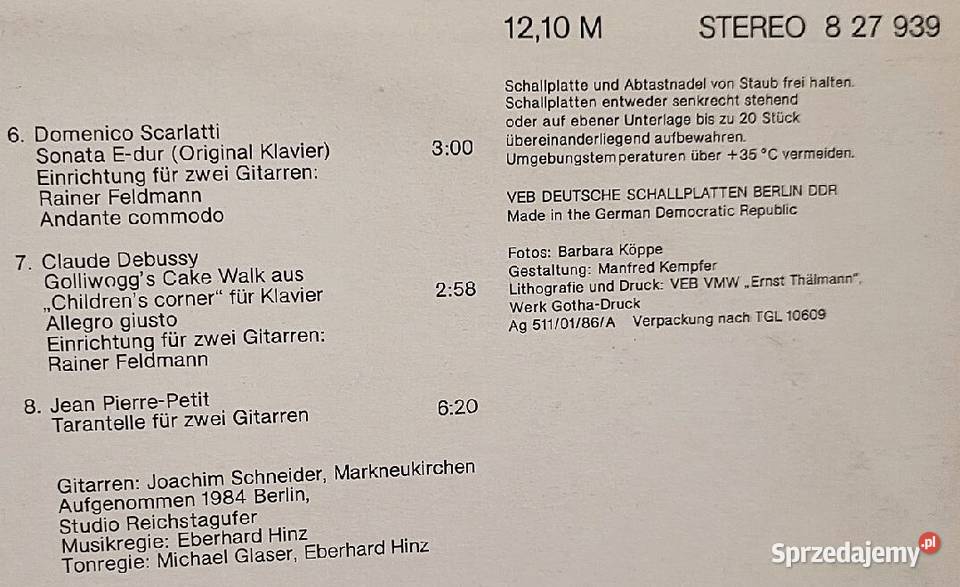 12,10 M STEREO 8 27 939
6. Domenico Scarlatti
Sonata E-dur (Original Klavier) 3:00
Einrichtung für zwei Gitarren:
Rainer Feldmann
Andante commodo
7. Claude Debussy
Golliwogg's Cake Walk aus
„Children's corner“ für Klavier 2:58
Allegro giusto
Einrichtung für zwei Gitarren:
Rainer Feldmann
8. Jean Pierre-Petit 6:20
Tarantelle für zwei Gitarren
Gitarren: Joachim Schneider, Markneukirchen
Aufgenommen 1984 Berlin,
Studio Reichstagufer
Musikregie: Eberhard Hinz
Tonregie: Michael Glaser, Eberhard Hinz
Schallplatte und Abtastnadel von Staub frei halten.
Schallplatten entweder senkrecht stehend
oder auf ebener Unterlage bis zu 20 Stück
übereinanderliegend aufbewahren.
Umgebungstemperaturen über +35 °C vermeiden.
VEB DEUTSCHE SCHALLPLATTEN BERLIN DDR
Made in the German Democratic Republic
Fotos: Barbara Köppe
Gestaltung: Manfred Kempfer
Lithografie und Druck: VEB VMW „Ernst Thälmann“,
Werk Gotha-Druck
Ag 511/01/86/A Verpackung nach TGL 10609
Sprzedajemy.pl